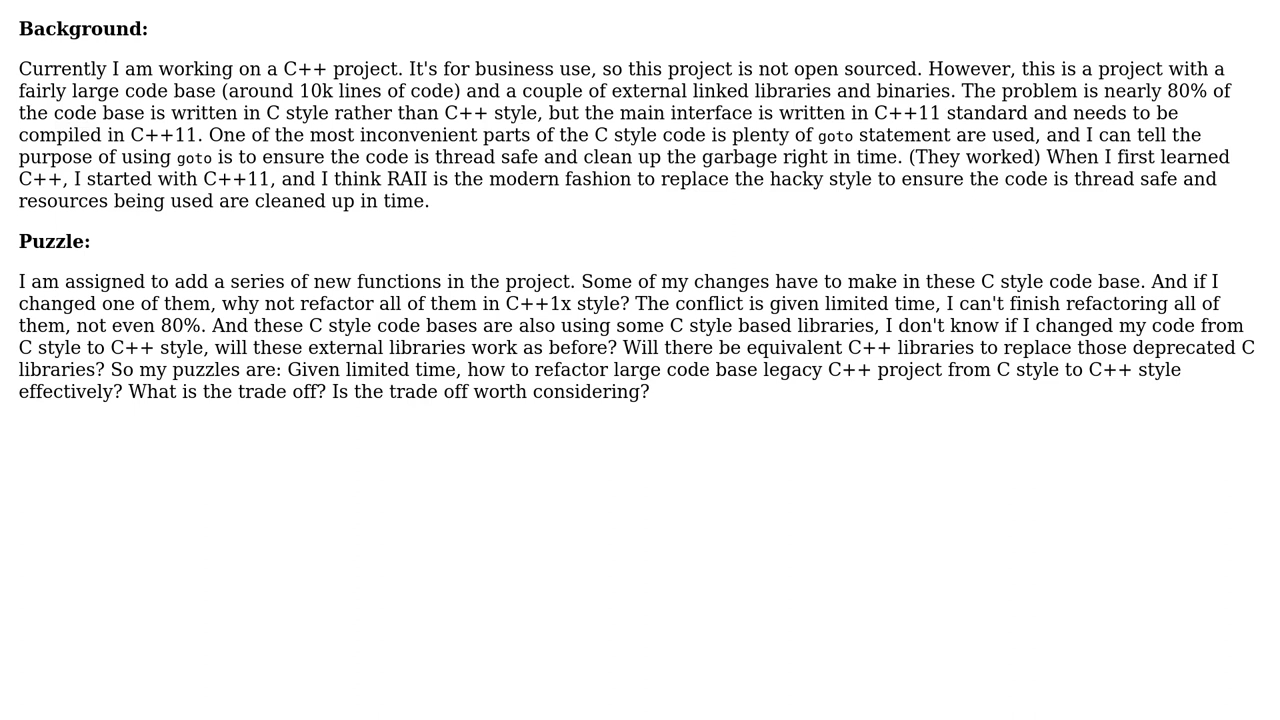 Background:
Currently I am working on a C++ project. It's for business use, so this project is not open sourced. However, this is a project with a
fairly large code base (around 10k lines of code) and a couple of external linked libraries and binaries. The problem is nearly 80% of
the code base is written in C style rather than C++ style, but the main interface is written in C++11 standard and needs to be
compiled in C++11. One of the most inconvenient parts of the C style code is plenty of goto statement are used, and I can tell the
purpose of using goto is to ensure the code is thread safe and clean up the garbage right in time. (They worked) When I first learned
C++, I started with C++11, and I think RAII is the modern fashion to replace the hacky style to ensure the code is thread safe and
resources being used are cleaned up in time.
Puzzle:
I am assigned to add a series of new functions in the project. Some of my changes have to make in these C style code base. And if I
changed one of them, why not refactor all of them in C++1x style? The conflict is given limited time, I can't finish refactoring all of
them, not even 80%. And these C style code bases are also using some C style based libraries, I don't know if I changed my code from
C style to C++ style, will these external libraries work as before? Will there be equivalent C++ libraries to replace those deprecated C
libraries? So my puzzles are: Given limited time, how to refactor large code base legacy C++ project from C style to C++ style
effectively? What is the trade off? Is the trade off worth considering?